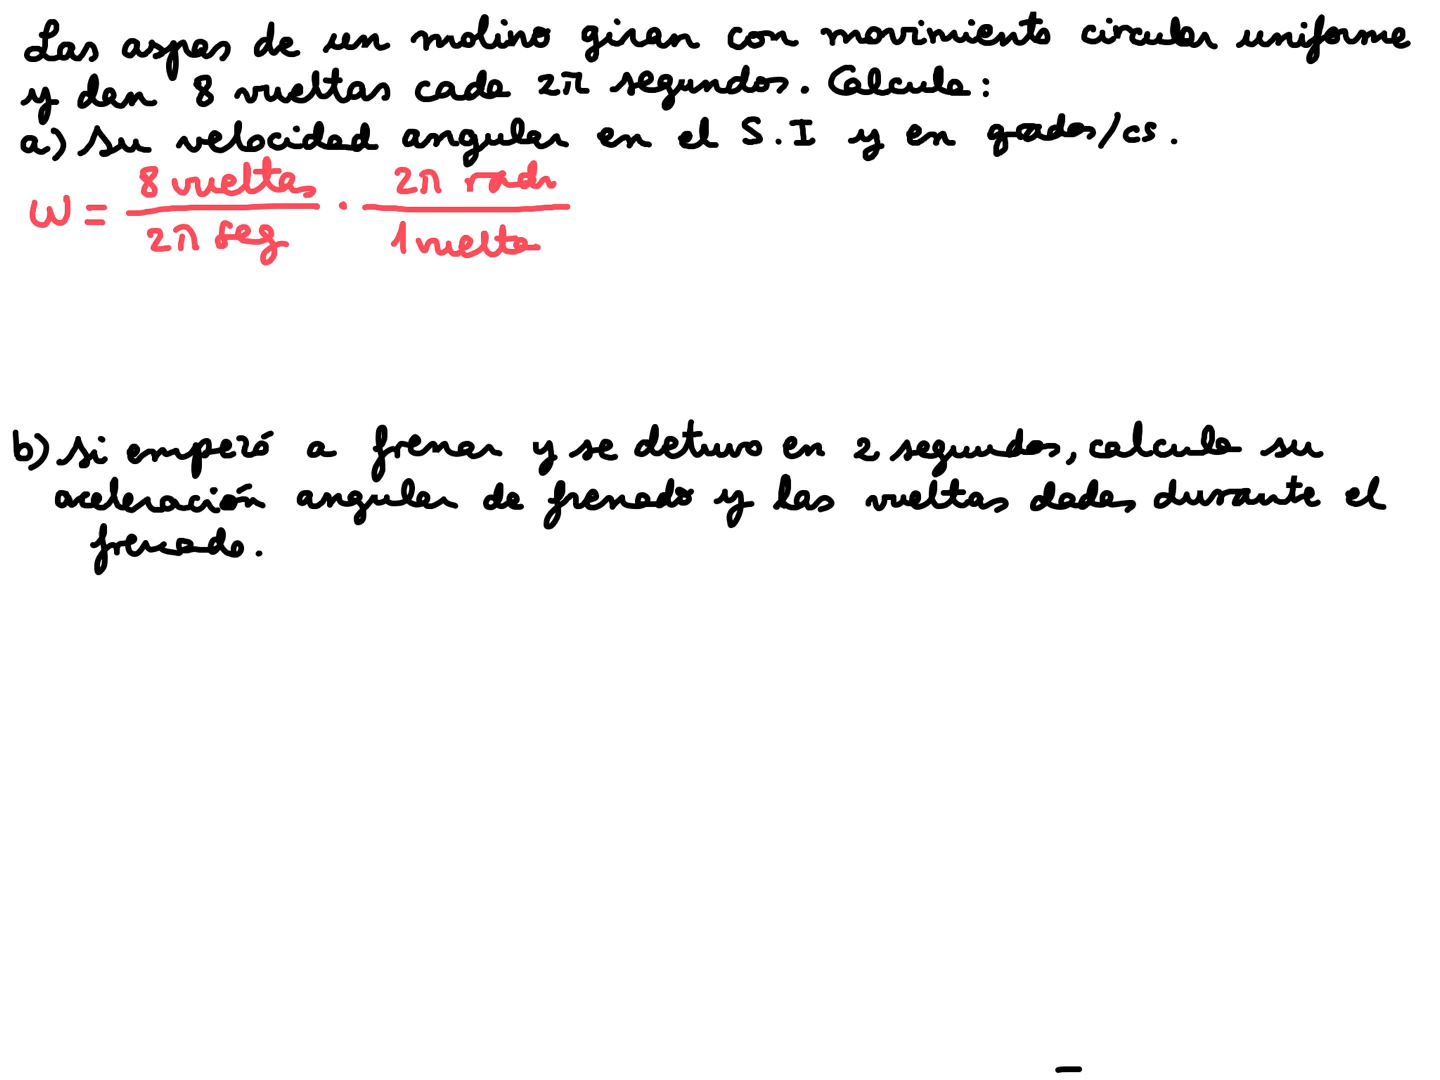 Las aspas de un molino giran con movimiento circular uniforme
y dan 8 vueltas cada 2π segundos. Calcula:
a) Su velocidad angular en el S.I y en grados/cs.
ω = 8 vueltas / 2π seg · 2π rad / 1 vuelta
b) Si empezó a frenar y se detuvo en 2 segundos, calcula su
aceleración angular de frenado y las vueltas dadas durante el
frenado.